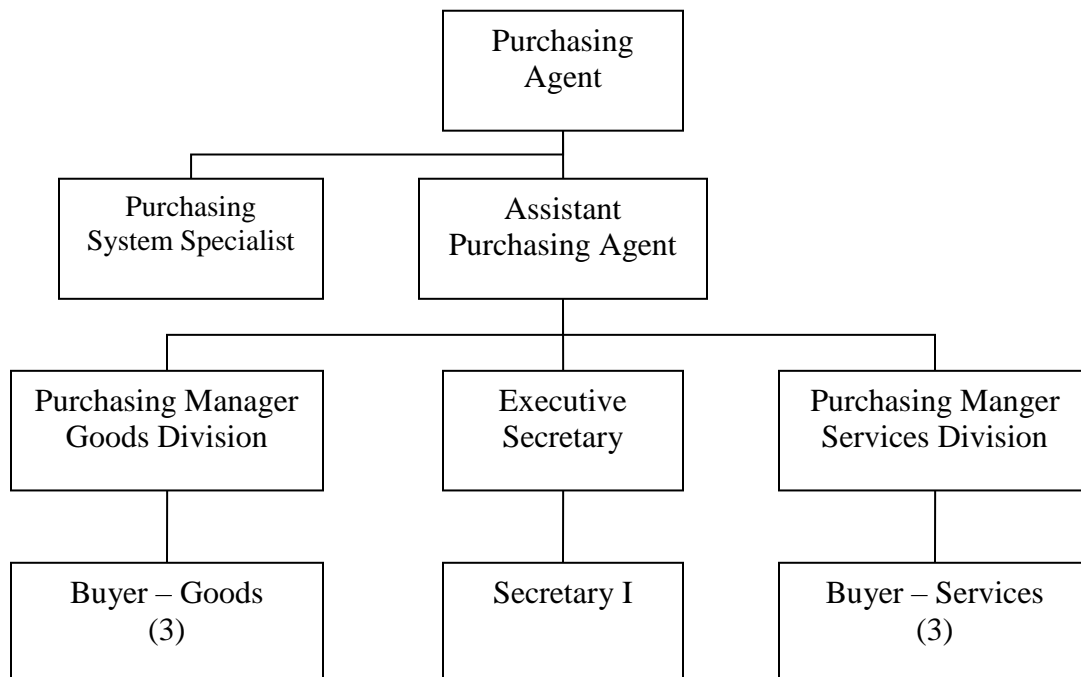 Purchasing
Agent
Purchasing
System Specialist
Assistant
Purchasing Agent
Purchasing Manager
Goods Division
Executive
Secretary
Purchasing Manger
Services Division
Buyer – Goods
(3)
Secretary I
Buyer – Services
(3)